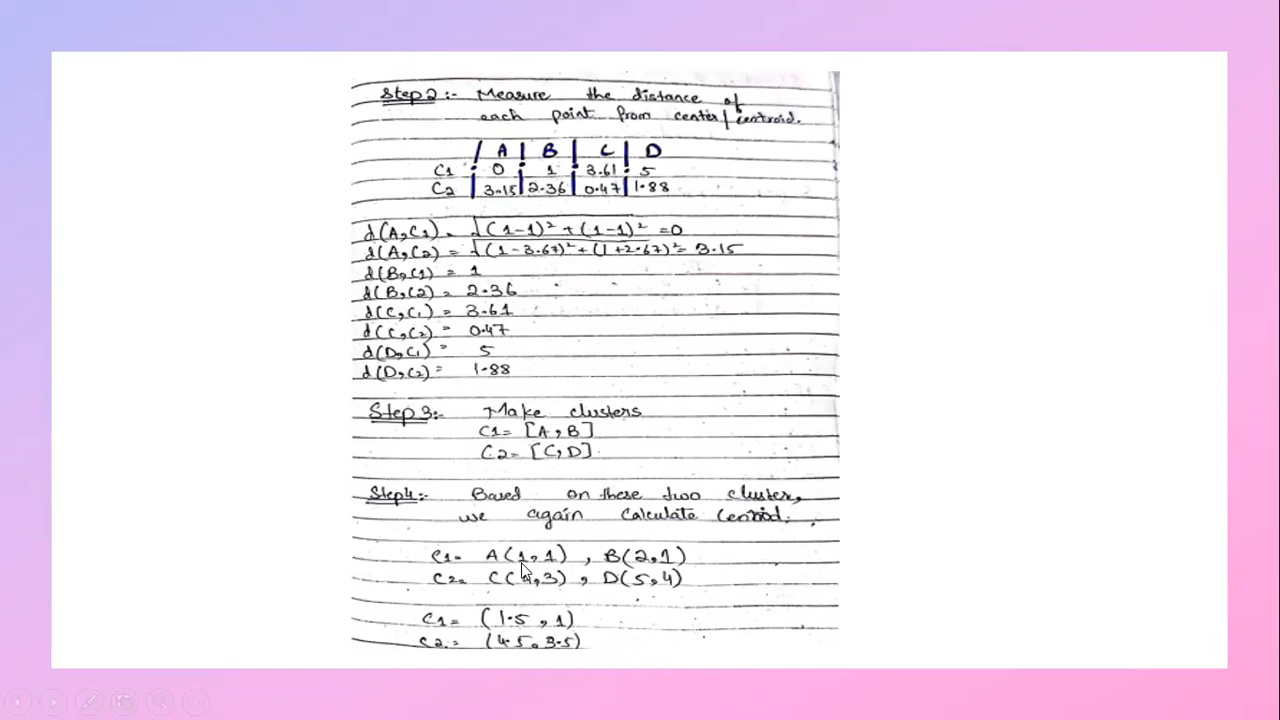 Step 2 :- Measure the distance of
each point from center/centroid.
A | B | C | D
C1 0 1 3.61 5
C2 3.15 2.36 0.47 1.88
d(A,C1) = √(1-1)² + (1-1)² = 0
d(A,C2) = √(1-3.67)² + (1+2.67)² = 3.15
d(B,C1) = 1
d(B,C2) = 2.36
d(C,C1) = 3.61
d(C,C2) = 0.47
d(D,C1) = 5
d(D,C2) = 1.88
Step 3:- Make clusters
C1 = [A,B]
C2 = [C,D]
Step 4:- Based on these two cluster,
we again calculate
C1 = A(1,1) , B(2,1)
C2 = C(4,3) , D(5,4)
C1 = (1.5,1)
C2 = (4.5,3.5)